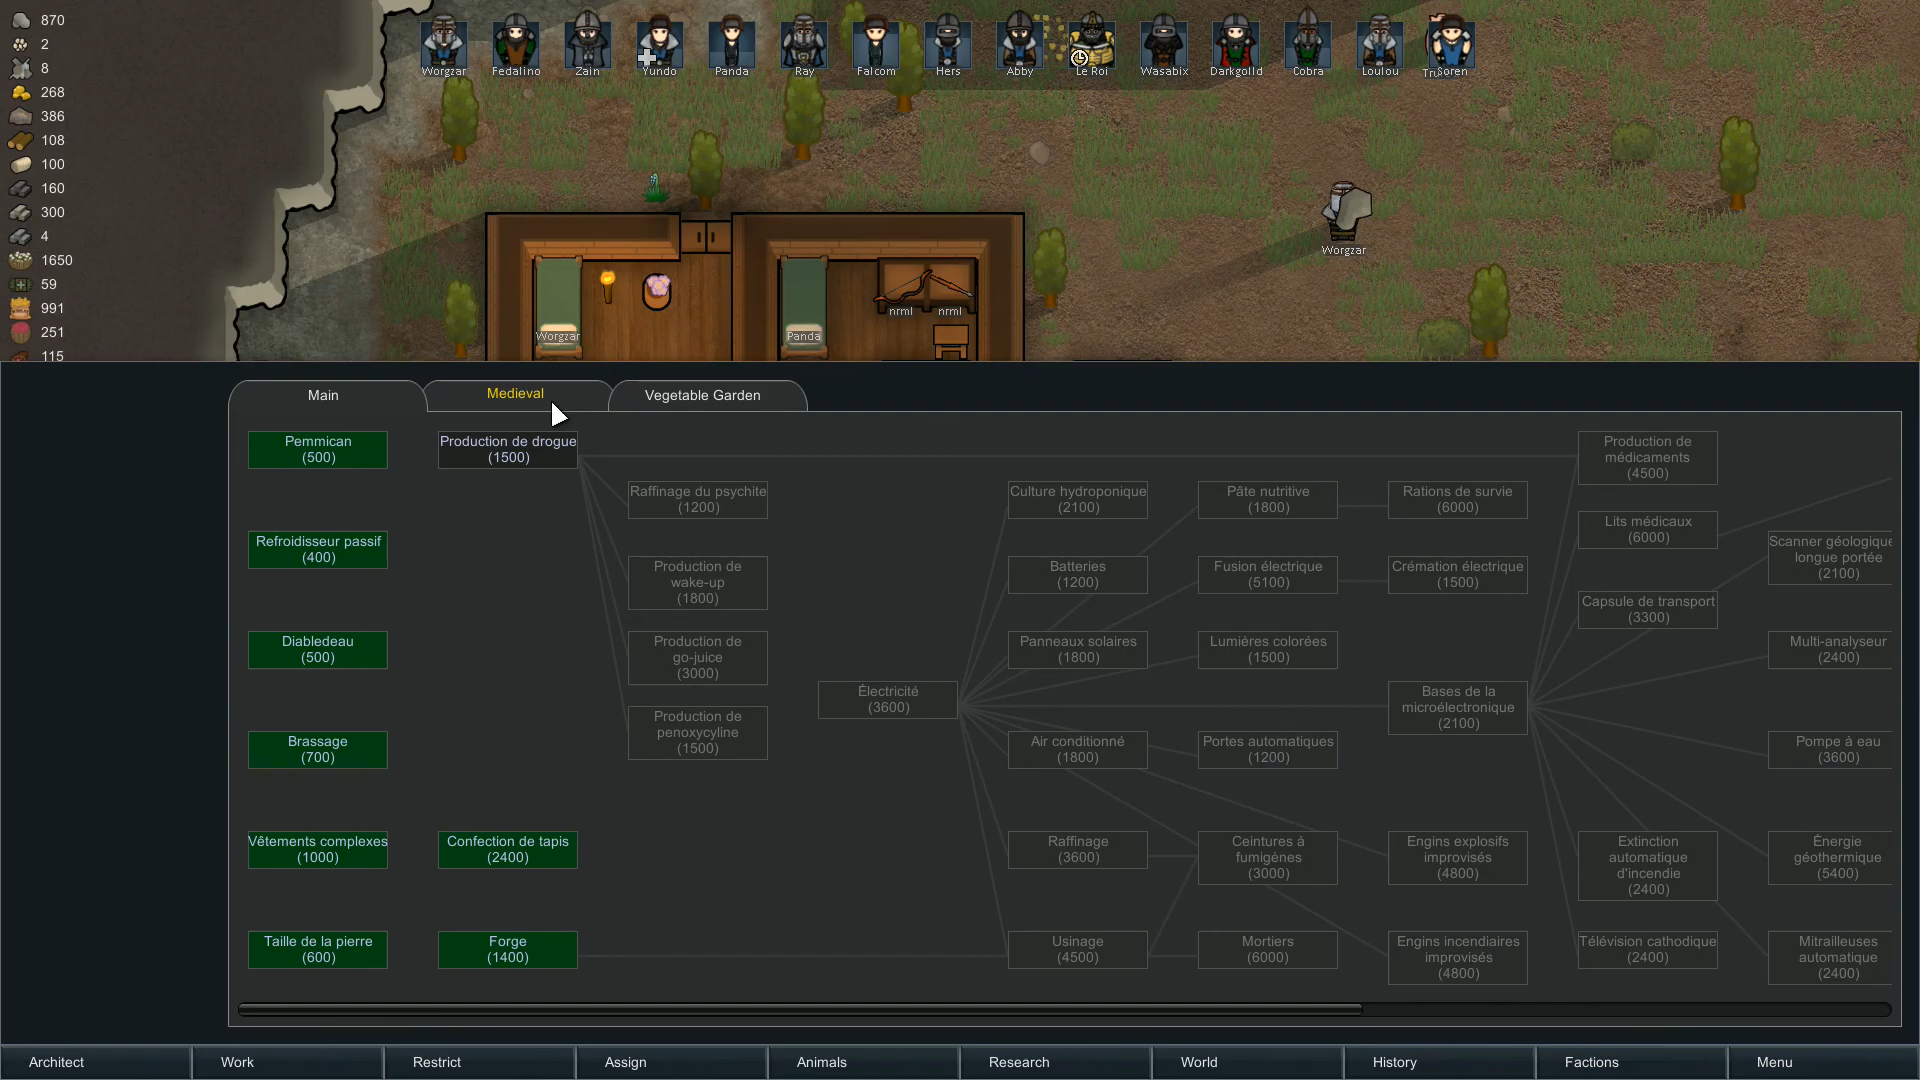 870
2
8
268
386
108
100
160
300
4
1650
59
991
251
115
Worgzar
Fedalino
Zain
Yundo
Panda
Ray
Falcom
Hers
Abby
Le Roi
Wasabix
Darkgolld
Cobra
Loulou
Soren
Worgzar
nrml
nrml
Worgzar
Panda
Main
Medieval
Vegetable Garden
Pemmican
(500)
Production de drogue
(1500)
Production de
médicaments
(4500)
Raffinage du psychite
(1200)
Culture hydroponique
(2100)
Pâte nutritive
(1800)
Rations de survie
(6000)
Lits médicaux
(6000)
Refroidisseur passif
(400)
Scanner géologique
longue portée
(2100)
Production de
wake-up
(1800)
Batteries
(1200)
Fusion électrique
(5100)
Crémation électrique
(1500)
Capsule de transport
(3300)
Diabledeau
(500)
Production de
go-juice
(3000)
Panneaux solaires
(1800)
Lumières colorées
(1500)
Multi-analyseur
(2400)
Électricité
(3600)
Bases de la
microélectronique
(2100)
Production de
penoxycyline
(1500)
Brassage
(700)
Air conditionné
(1800)
Portes automatiques
(1200)
Pompe à eau
(3600)
Vêtements complexes
(1000)
Confection de tapis
(2400)
Raffinage
(3600)
Ceintures à
fumigènes
(3000)
Engins explosifs
improvisés
(4800)
Extinction
automatique
d'incendie
(2400)
Énergie
géothermique
(5400)
Taille de la pierre
(600)
Forge
(1400)
Usinage
(4500)
Mortiers
(6000)
Engins incendiaires
improvisés
(4800)
Télévision cathodique
(2400)
Mitrailleuses
automatique
(2400)
Architect
Work
Restrict
Assign
Animals
Research
World
History
Factions
Menu